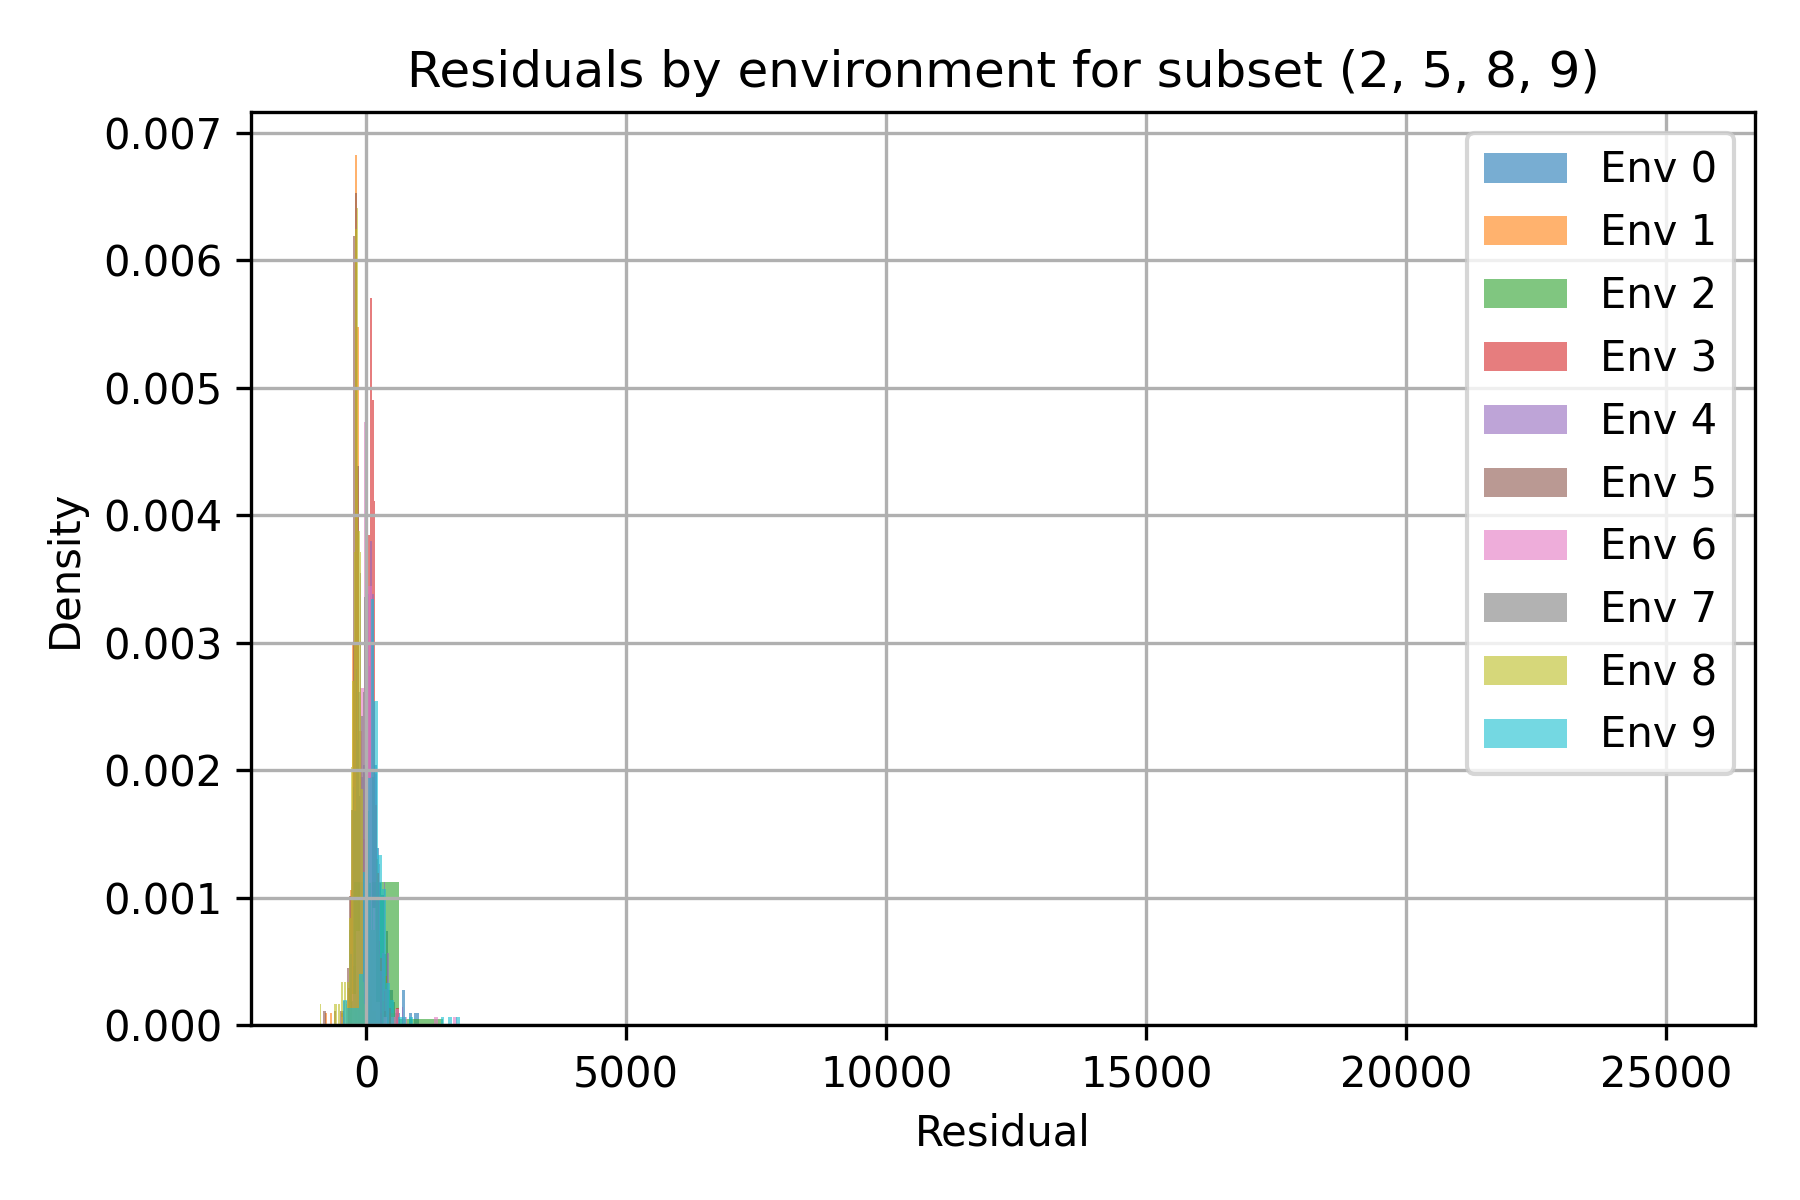 Residuals by environment for subset (2, 5, 8, 9)
0.007
0.006
0.005
0.004
0.003
0.002
0.001
0.000
Density
0
5000
10000
15000
20000
25000
Residual
Env 0
Env 1
Env 2
Env 3
Env 4
Env 5
Env 6
Env 7
Env 8
Env 9